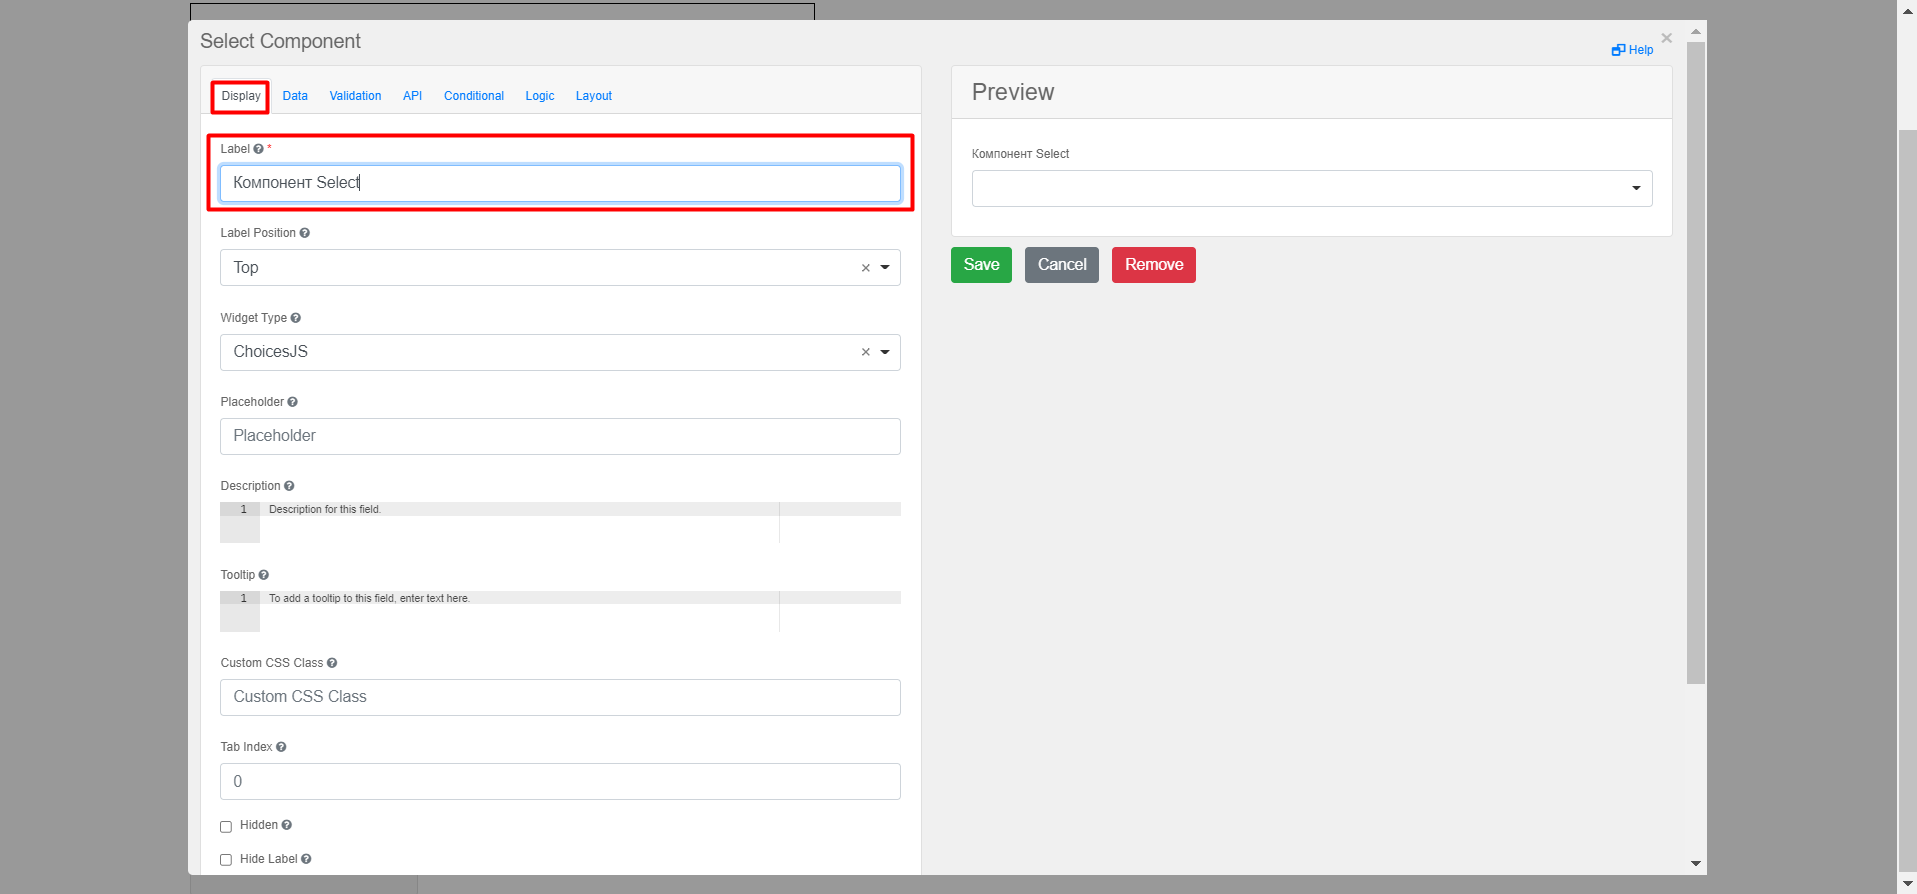 Select Component
Help
Display Data Validation API Conditional Logic Layout
Label *
Компонент Select
Label Position
Top
Widget Type
ChoicesJS
Placeholder
Placeholder
Description
1 Description for this field.
Tooltip
1 To add a tooltip to this field, enter text here.
Custom CSS Class
Custom CSS Class
Tab Index
0
Hidden
Hide Label
Preview
Компонент Select
Save Cancel Remove